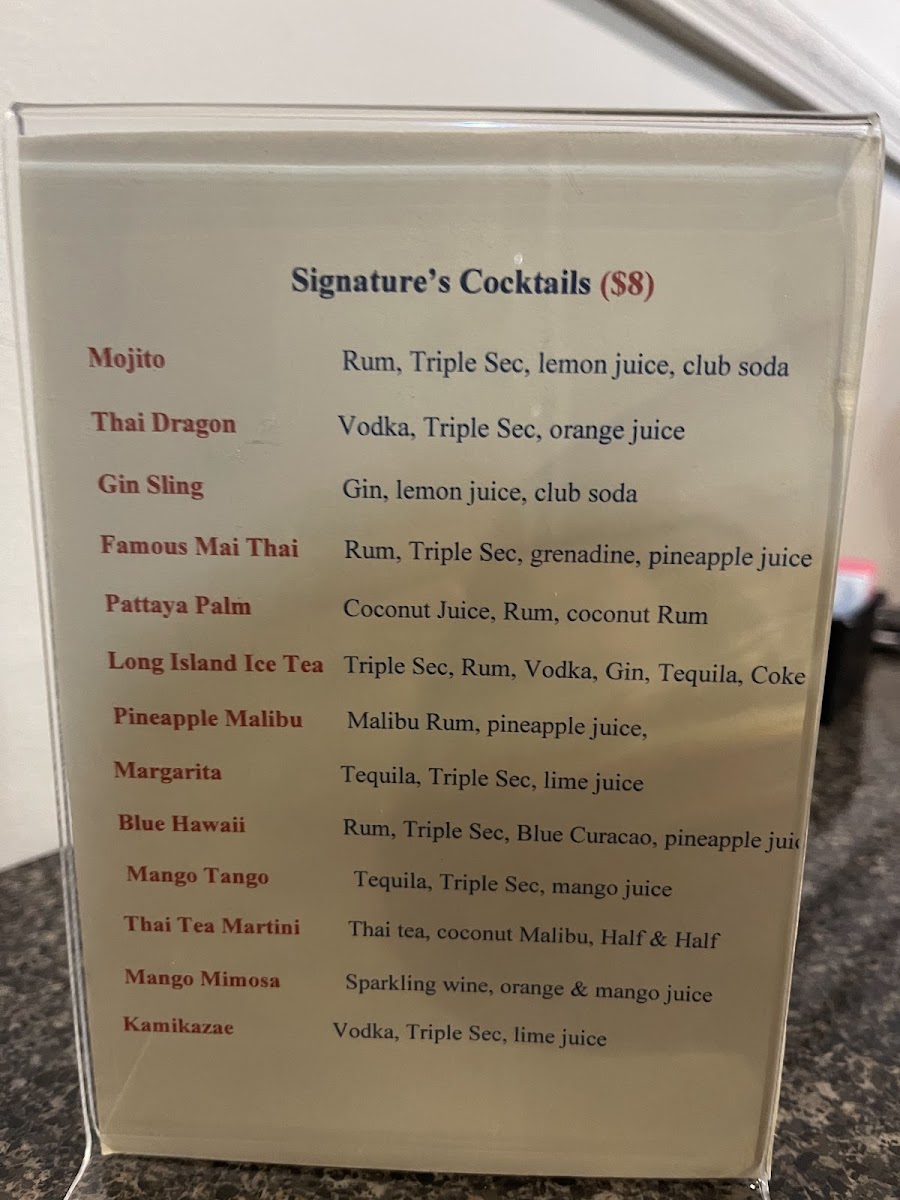 Signature's Cocktails ($8)
Mojito Rum, Triple Sec, lemon juice, club soda
Thai Dragon Vodka, Triple Sec, orange juice
Gin Sling Gin, lemon juice, club soda
Famous Mai Thai Rum, Triple Sec, grenadine, pineapple juice
Pattaya Palm Coconut Juice, Rum, coconut Rum
Long Island Ice Tea Triple Sec, Rum, Vodka, Gin, Tequila, Coke
Pineapple Malibu Malibu Rum, pineapple juice,
Margarita Tequila, Triple Sec, lime juice
Blue Hawaii Rum, Triple Sec, Blue Curacao, pineapple juic
Mango Tango Tequila, Triple Sec, mango juice
Thai Tea Martini Thai tea, coconut Malibu, Half & Half
Mango Mimosa Sparkling wine, orange & mango juice
Kamikazae Vodka, Triple Sec, lime juice